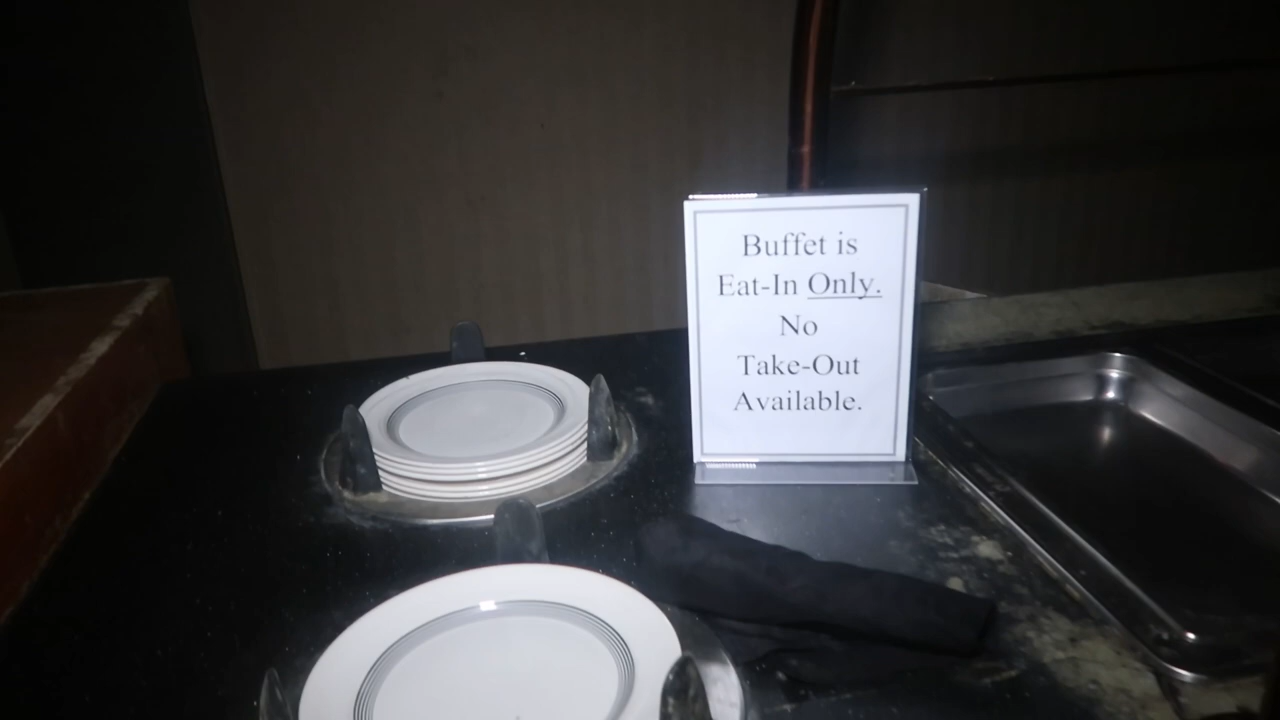 Buffet is
Eat-In Only.
No
Take-Out
Available.